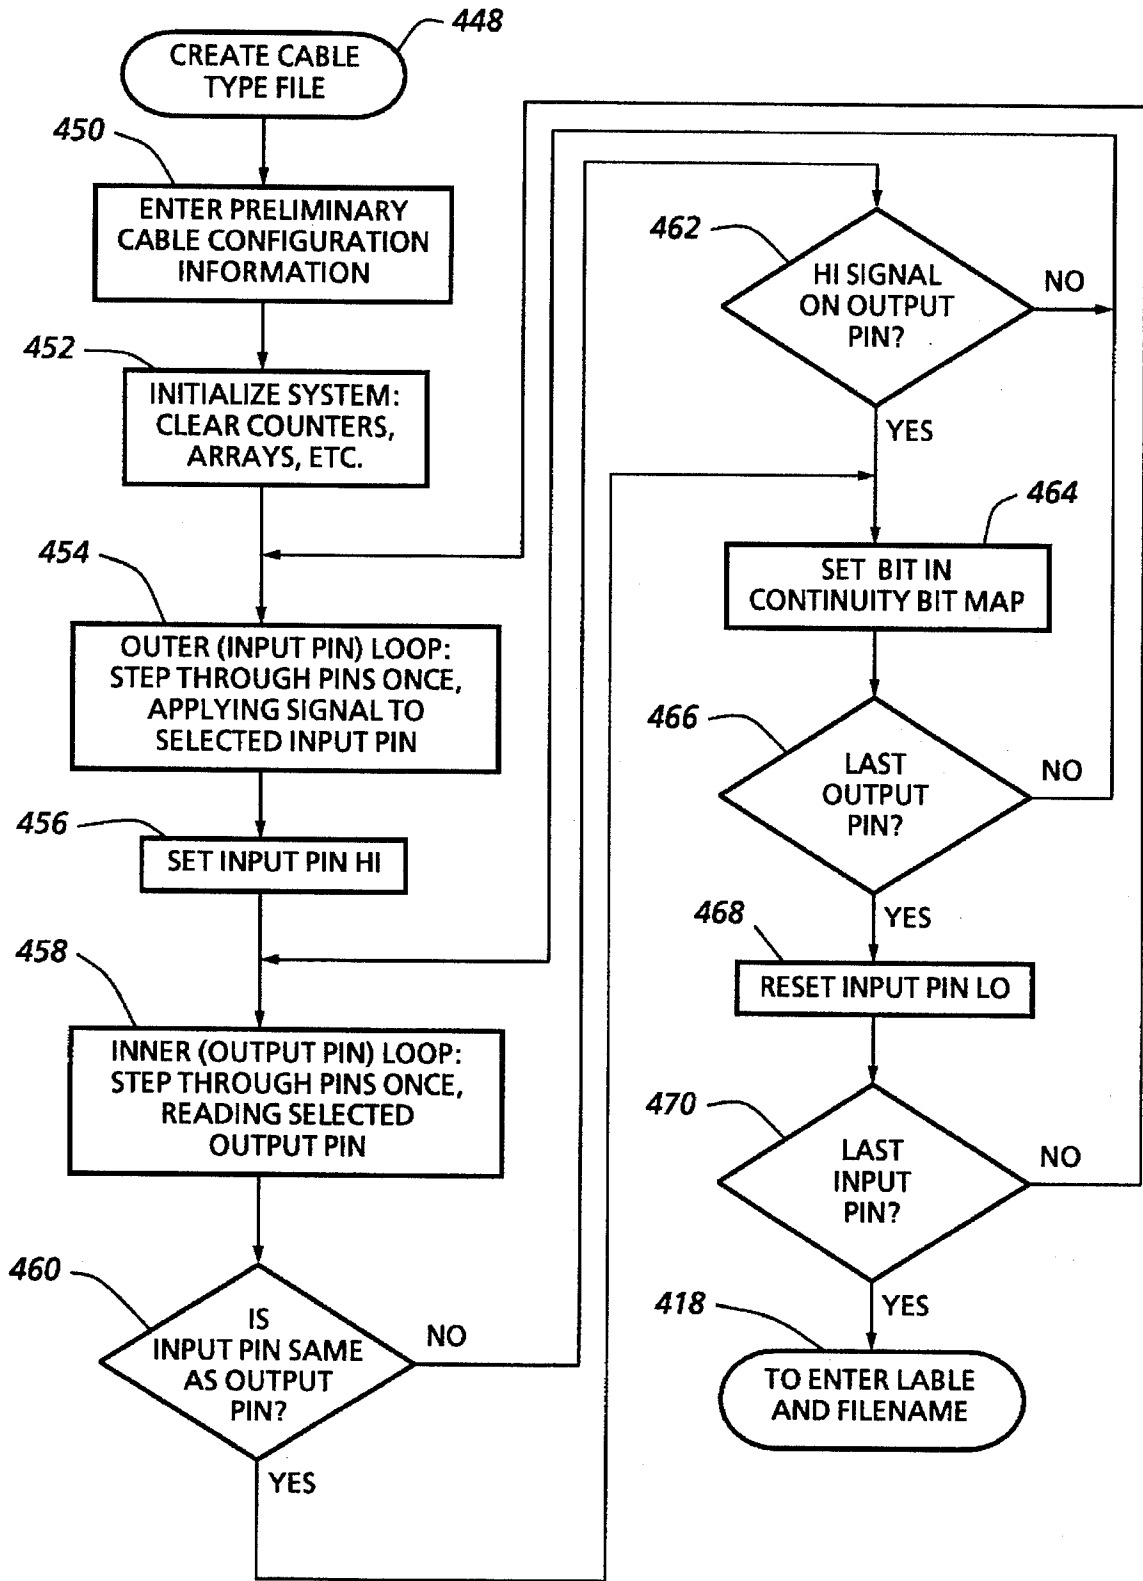 448
CREATE CABLE
TYPE FILE
450
ENTER PRELIMINARY
CABLE CONFIGURATION
INFORMATION
452
INITIALIZE SYSTEM:
CLEAR COUNTERS,
ARRAYS, ETC.
454
OUTER (INPUT PIN) LOOP:
STEP THROUGH PINS ONCE,
APPLYING SIGNAL TO
SELECTED INPUT PIN
456
SET INPUT PIN HI
458
INNER (OUTPUT PIN) LOOP:
STEP THROUGH PINS ONCE,
READING SELECTED
OUTPUT PIN
460
IS
INPUT PIN SAME
AS OUTPUT
PIN?
NO
YES
462
HI SIGNAL
ON OUTPUT
PIN?
NO
YES
464
SET BIT IN
CONTINUITY BIT MAP
466
LAST
OUTPUT
PIN?
NO
YES
468
RESET INPUT PIN LO
470
LAST
INPUT
PIN?
NO
YES
418
TO ENTER LABLE
AND FILENAME